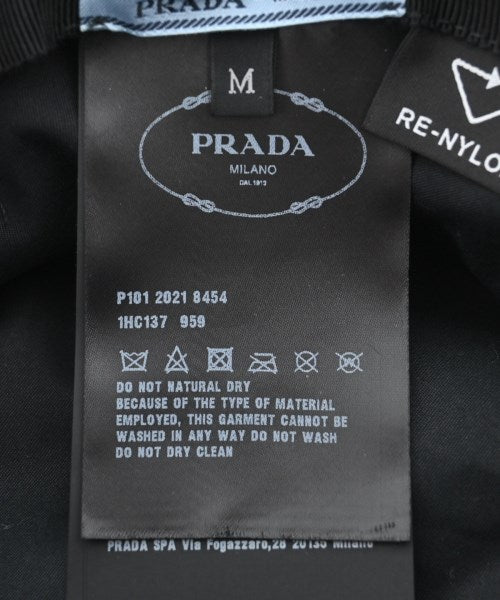 PRADA
M
RE-NYLO
PRADA
MILANO
DAL 1913
P101 2021 8454
1HC137 959
DO NOT NATURAL DRY
BECAUSE OF THE TYPE OF MATERIAL
EMPLOYED, THIS GARMENT CANNOT BE
WASHED IN ANY WAY DO NOT WASH
DO NOT DRY CLEAN
PRADA SPA Via Fogazzaro,28 20135 Milano